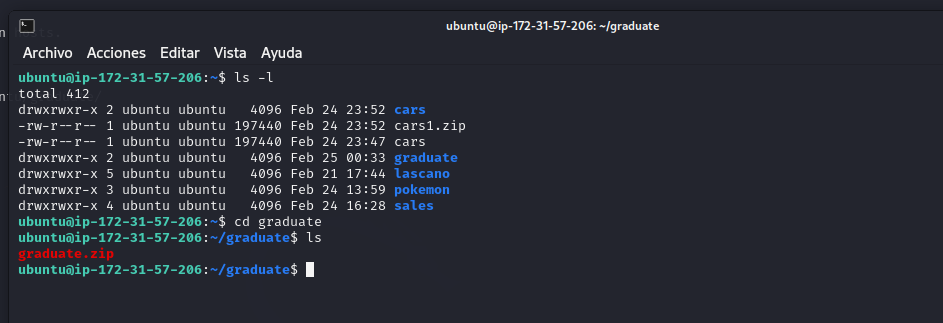 ubuntu@ip-172-31-57-206: ~/graduate
Archivo Acciones Editar Vista Ayuda
ubuntu@ip-172-31-57-206:~$ ls -l
total 412
drwxrwxr-x 2 ubuntu ubuntu   4096 Feb 24 23:52 cars
-rw-r--r-- 1 ubuntu ubuntu 197440 Feb 24 23:52 cars1.zip
-rw-r--r-- 1 ubuntu ubuntu 197440 Feb 24 23:47 cars
drwxrwxr-x 2 ubuntu ubuntu   4096 Feb 25 00:33 graduate
drwxrwxr-x 5 ubuntu ubuntu   4096 Feb 21 17:44 lascano
drwxrwxr-x 3 ubuntu ubuntu   4096 Feb 24 13:59 pokemon
drwxrwxr-x 4 ubuntu ubuntu   4096 Feb 24 16:28 sales
ubuntu@ip-172-31-57-206:~$ cd graduate
ubuntu@ip-172-31-57-206:~/graduate$ ls
graduate.zip
ubuntu@ip-172-31-57-206:~/graduate$